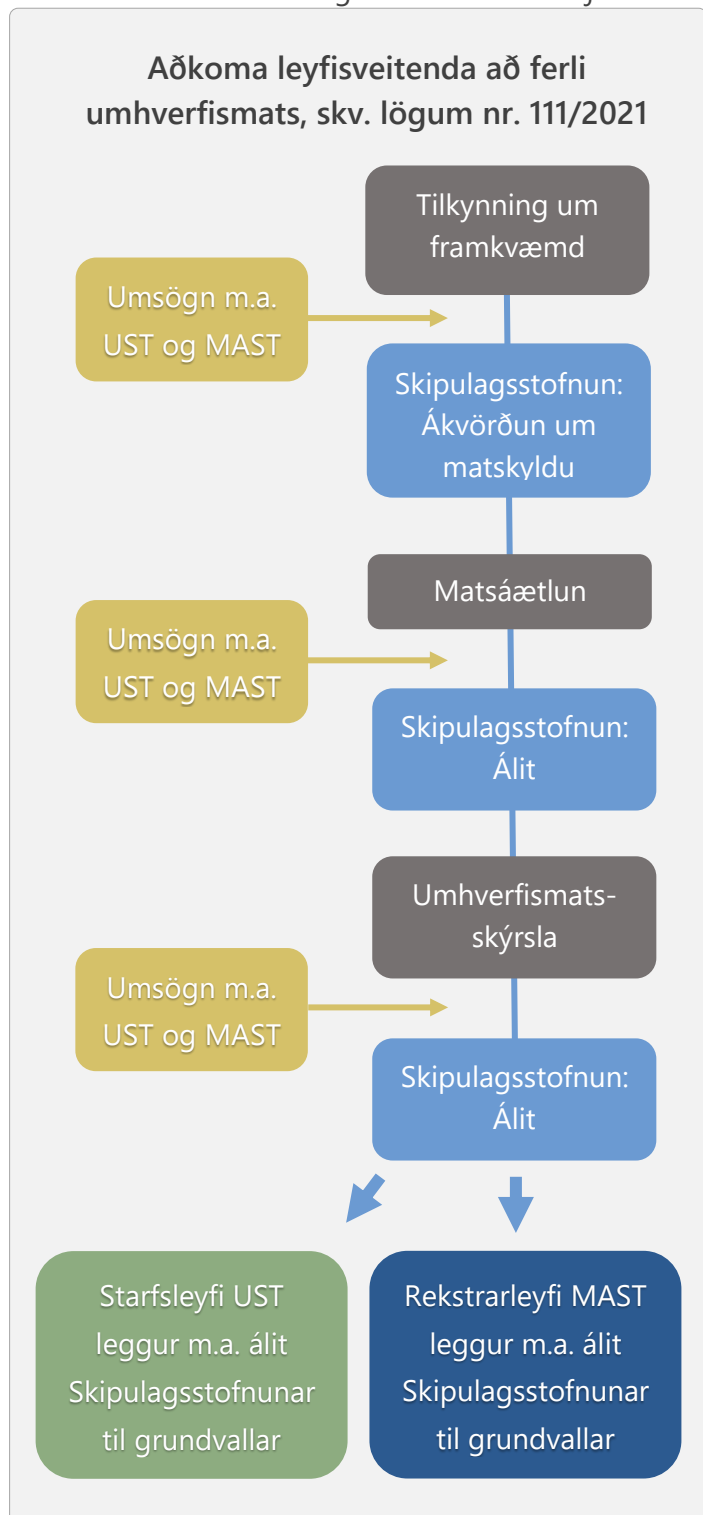 Aðkoma leyfisveitenda að ferli
umhverfismats, skv. lögum nr. 111/2021
Tilkynning um
framkvæmd
Umsögn m.a.
UST og MAST
Skipulagsstofnun:
Ákvörðun um
matskyldu
Matsáætlun
Umsögn m.a.
UST og MAST
Skipulagsstofnun:
Álit
Umhverfismats-
skýrsla
Umsögn m.a.
UST og MAST
Skipulagsstofnun:
Álit
Starfsleyfi UST
leggur m.a. álit
Skipulagsstofnunar
til grundvallar
Rekstrarleyfi MAST
leggur m.a. álit
Skipulagsstofnunar
til grundvallar